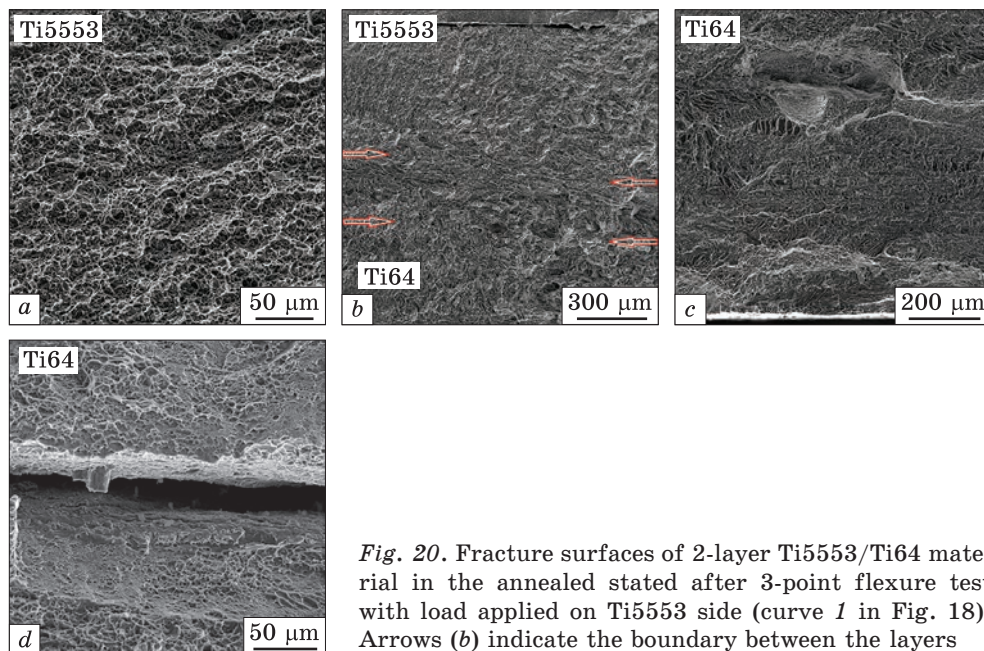 Ti5553
a
50 μm
Ti5553
Ti64
b
300 μm
Ti64
c
200 μm
Ti64
d
50 μm
Fig. 20. Fracture surfaces of 2-layer Ti5553/Ti64 mate-
rial in the annealed stated after 3-point flexure test
with load applied on Ti5553 side (curve 1 in Fig. 18)
Arrows (b) indicate the boundary between the layers